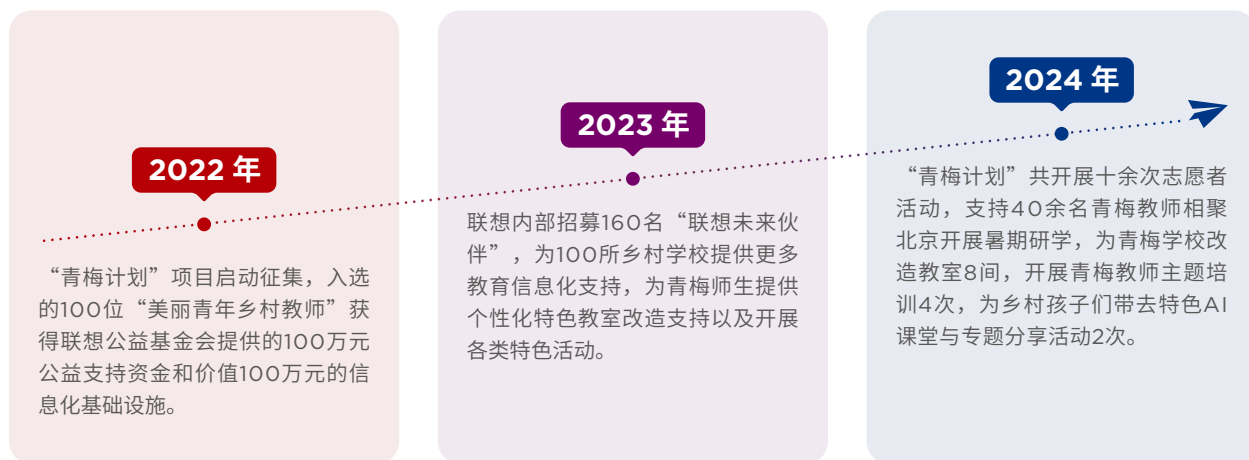 2022 年
“青梅计划”项目启动征集，入选
的100位“美丽青年乡村教师”获
得联想公益基金会提供的100万元
公益支持资金和价值100万元的信
息化基础设施。
2023 年
联想内部招募160名“联想未来伙
伴”，为100所乡村学校提供更多
教育信息化支持，为青梅师生提供
个性化特色教室改造支持以及开展
各类特色活动。
2024 年
“青梅计划”共开展十余次志愿者
活动，支持40余名青梅教师相聚
北京开展暑期研学，为青梅学校改
造教室8间，开展青梅教师主题培
训4次，为乡村孩子们带去特色AI
课堂与专题分享活动2次。